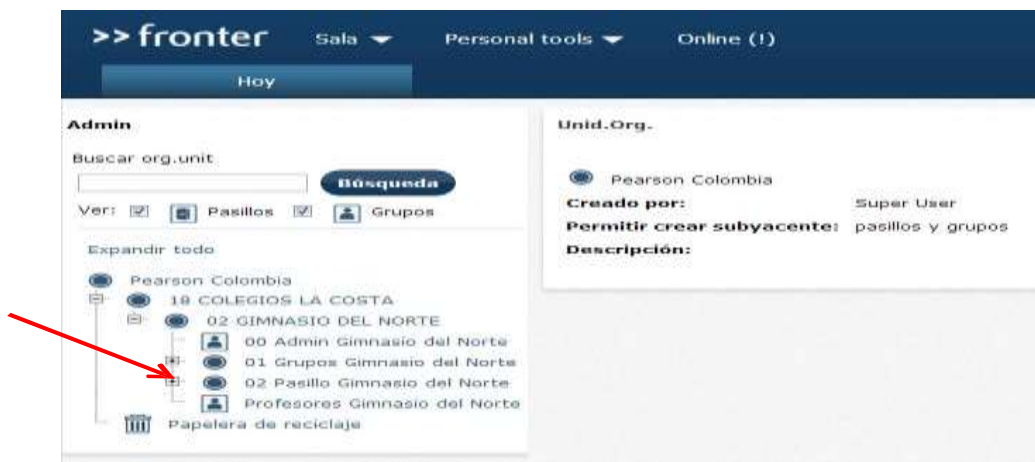 >> fronter Sala Personal tools Online (!)
Hoy
Admin
Buscar org.unit
Búsqueda
Ver: Pasillos Grupos
Expandir todo
Pearson Colombia
18 COLEGIOS LA COSTA
02 GIMNASIO DEL NORTE
00 Admin Gimnasio del Norte
01 Grupos Gimnasio del Norte
02 Pasillo Gimnasio del Norte
Profesores Gimnasio del Norte
Papelera de reciclaje
Unid.Org.
Pearson Colombia
Creado por: Super User
Permitir crear subyacente: pasillos y grupos
Descripción: